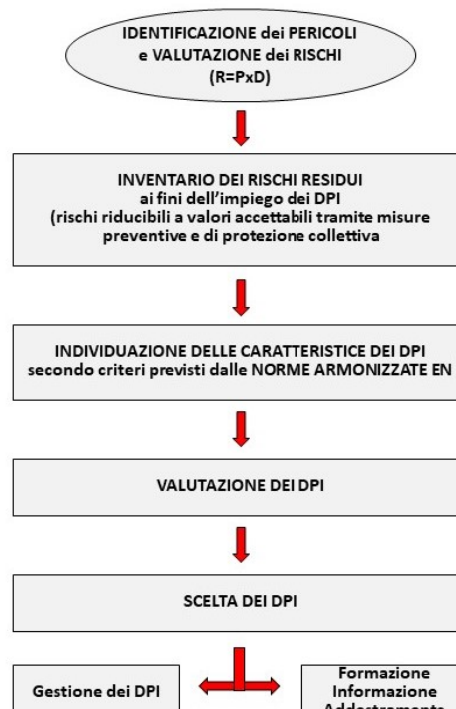 IDENTIFICAZIONE dei PERICOLI
e VALUTAZIONE dei RISCHI
(R=PxD)
INVENTARIO DEI RISCHI RESIDUI
ai fini dell'impiego dei DPI
(rischi riducibili a valori accettabili tramite misure
preventive e di protezione collettiva
INDIVIDUAZIONE DELLE CARATTERISTICE DEI DPI
secondo criteri previsti dalle NORME ARMONIZZATE EN
VALUTAZIONE DEI DPI
SCELTA DEI DPI
Gestione dei DPI
Formazione
Informazione
Addestramento